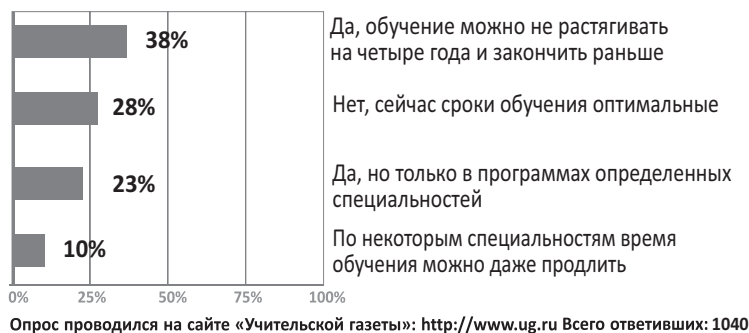 38%
Да, обучение можно не растягивать
на четыре года и закончить раньше
28%
Нет, сейчас сроки обучения оптимальные
23%
Да, но только в программах определенных
специальностей
10%
По некоторым специальностям время
обучения можно даже продлить
0% 25% 50% 75% 100%
Опрос проводился на сайте «Учительской газеты»: http://www.ug.ru Всего ответивших: 1040